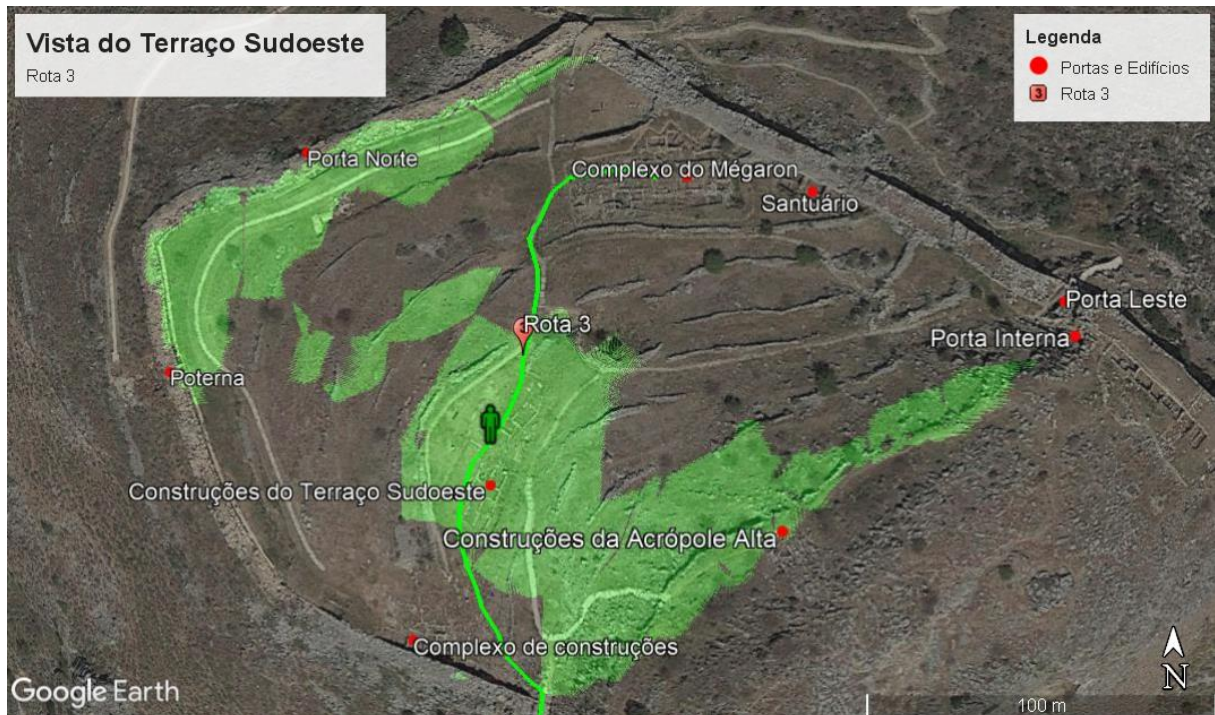 Vista do Terraço Sudoeste
Rota 3
Legenda
Portas e Edifícios
3 Rota 3
Porta Norte
Complexo do Mégaron
Santuário
Porta Leste
Rota 3
Porta Interna
Poterna
Construções do Terraço Sudoeste
Construções da Acrópole Alta
Complexo de construções
N
Google Earth
100 m